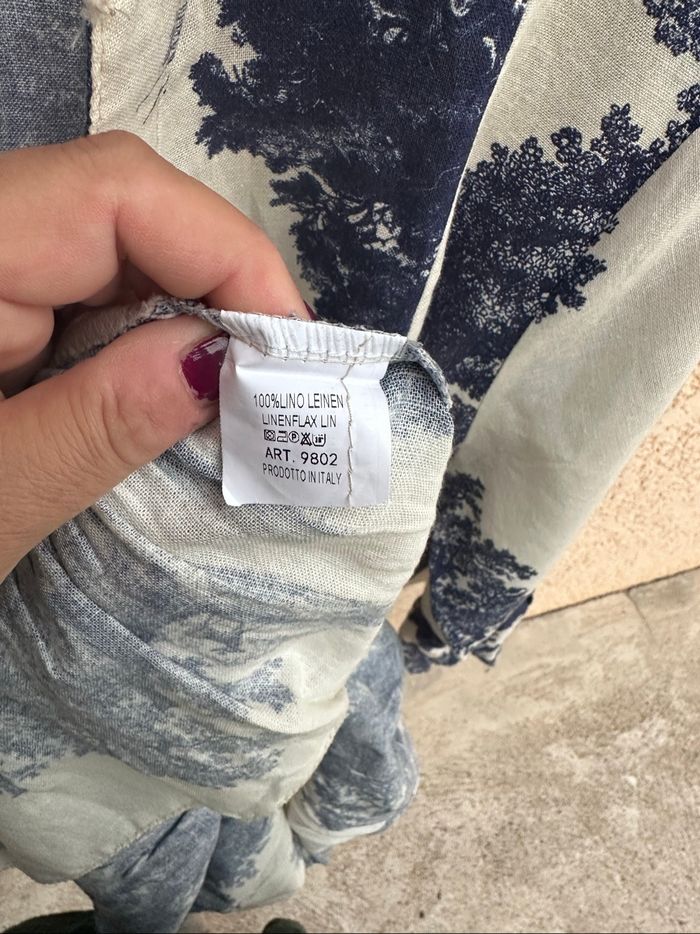 100%LINO LEINEN
LINENFLAX LIN
ART. 9802
PRODOTTO IN ITALY